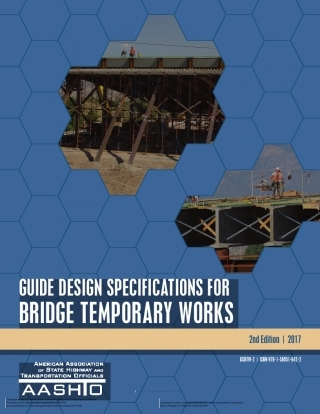 GUIDE DESIGN SPECIFICATIONS FOR
BRIDGE TEMPORARY WORKS
2nd Edition | 2017
AMERICAN ASSOCIATION
OF STATE HIGHWAY AND
TRANSPORTATION OFFICIALS
AASHTO